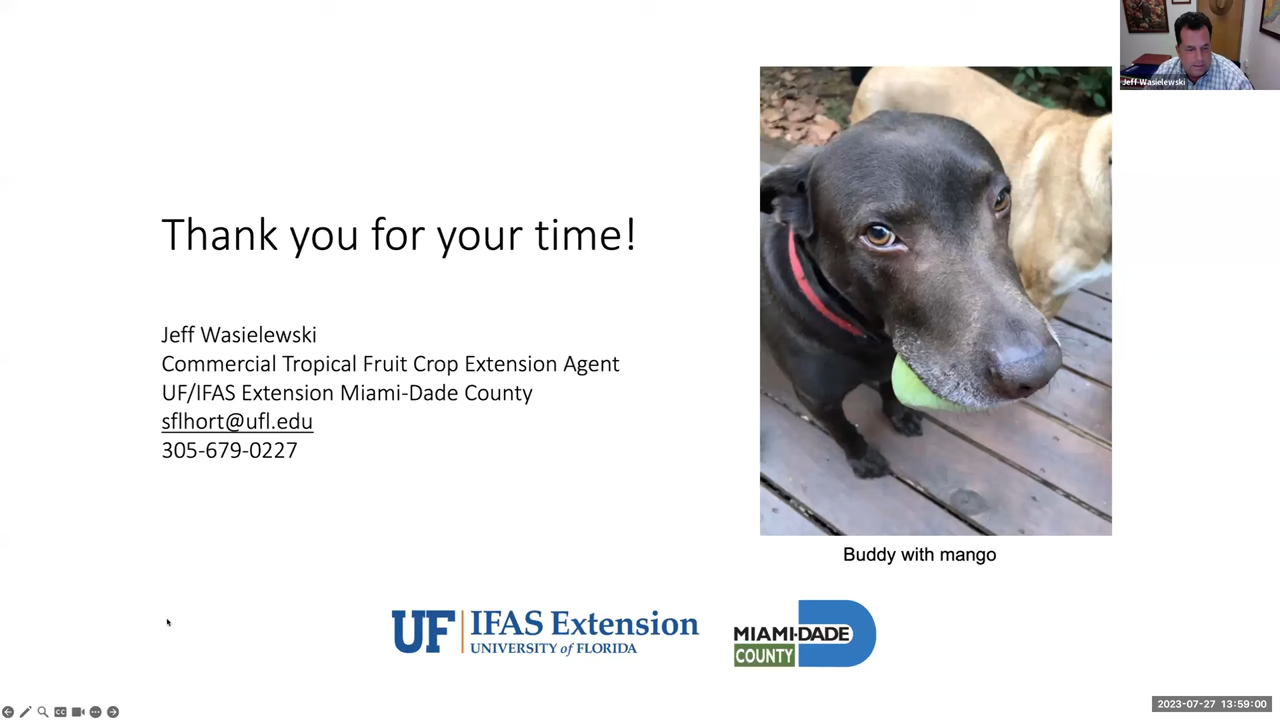 Jeff Wasielewski
Thank you for your time!
Jeff Wasielewski
Commercial Tropical Fruit Crop Extension Agent
UF/IFAS Extension Miami-Dade County
sflhort@ufl.edu
305-679-0227
Buddy with mango
UF IFAS Extension
UNIVERSITY of FLORIDA
MIAMI-DADE
COUNTY
CC
2023-07-27 13:59:00